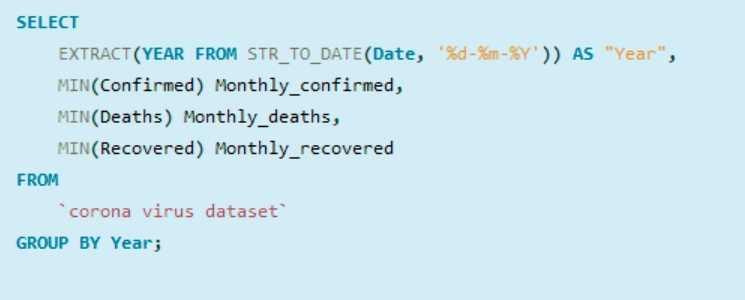 SELECT
EXTRACT(YEAR FROM STR_TO_DATE(Date, '%d-%m-%Y')) AS "Year",
MIN(Confirmed) Monthly_confirmed,
MIN(Deaths) Monthly_deaths,
MIN(Recovered) Monthly_recovered
FROM
`corona virus dataset`
GROUP BY Year;